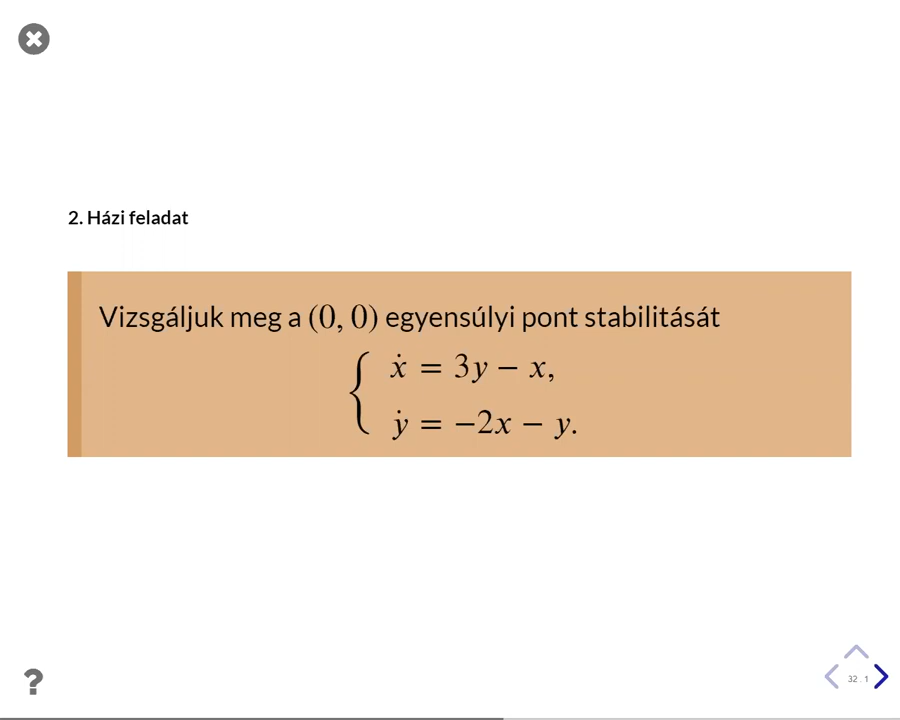 2. Házi feladat
Vizsgáljuk meg a (0, 0) egyensúlyi pont stabilitását
{ ẋ = 3y − x,
ẏ = −2x − y.
?
32 . 1